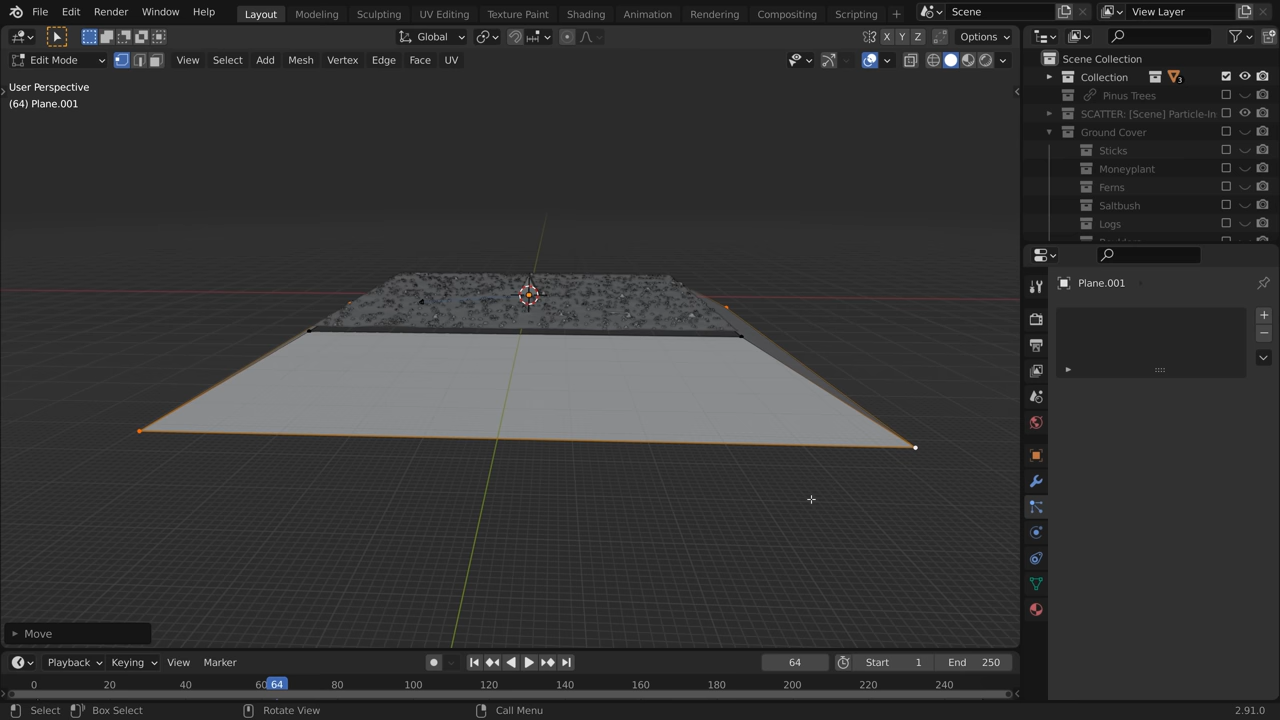 File Edit Render Window Help Layout Modeling Sculpting UV Editing Texture Paint Shading Animation Rendering Compositing Scripting + Scene View Layer
Global X Y Z Options
Edit Mode View Select Add Mesh Vertex Edge Face UV
User Perspective
(64) Plane.001
Scene Collection
Collection 3
Pinus Trees
SCATTER: [Scene] Particle-In
Ground Cover
Sticks
Moneyplant
Ferns
Saltbush
Logs
Plane.001
Move
Playback Keying View Marker 64 Start 1 End 250
0 20 40 60 64 80 100 120 140 160 180 200 220 240
Select Box Select Rotate View Call Menu 2.91.0